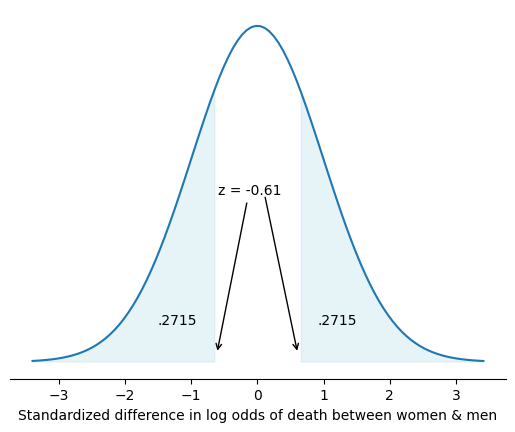 z = -0.61
.2715 .2715
−3 −2 −1 0 1 2 3
Standardized difference in log odds of death between women & men